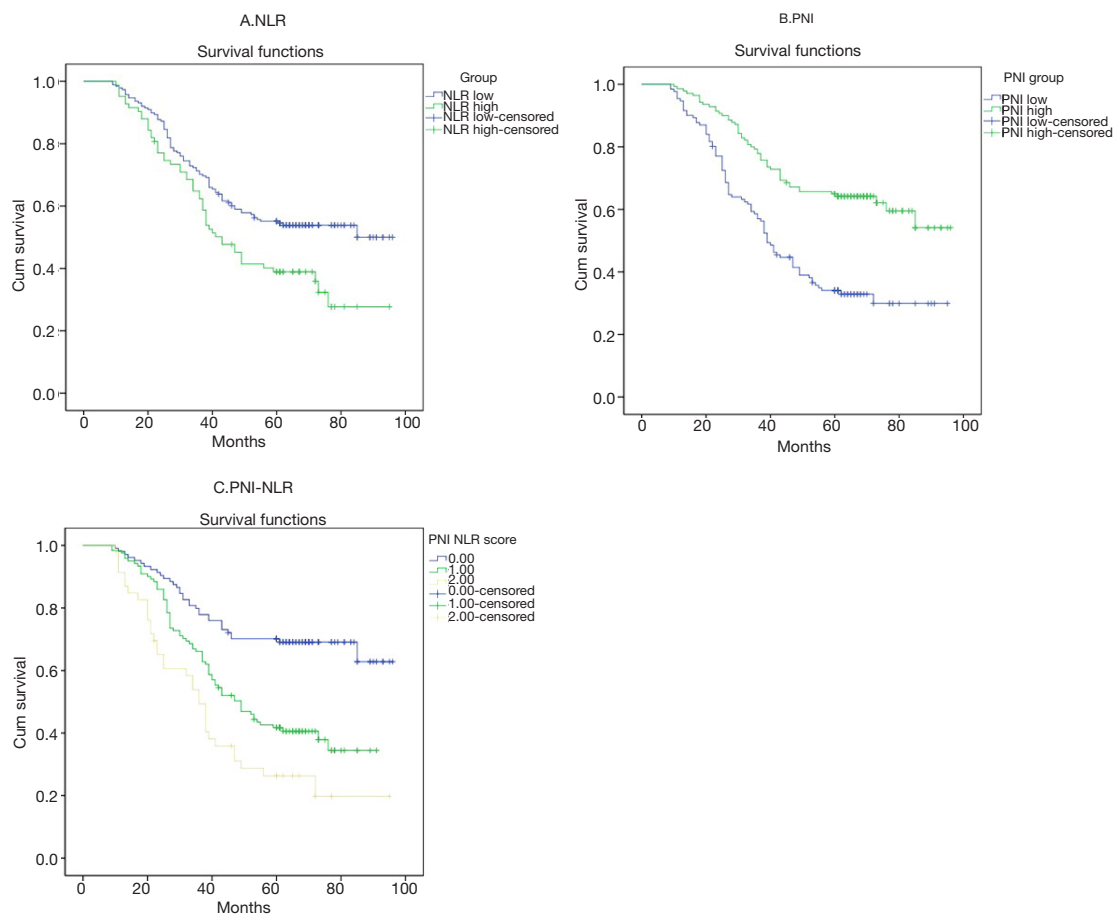 A.NLR
Survival functions
Group
NLR low
NLR high
NLR low-censored
NLR high-censored
Cum survival
1.0
0.8
0.6
0.4
0.2
0.0
0 20 40 60 80 100
Months
B.PNI
Survival functions
PNI group
PNI low
PNI high
PNI low-censored
PNI high-censored
Cum survival
1.0
0.8
0.6
0.4
0.2
0.0
0 20 40 60 80 100
Months
C.PNI-NLR
Survival functions
PNI NLR score
0.00
1.00
2.00
0.00-censored
1.00-censored
2.00-censored
Cum survival
1.0
0.8
0.6
0.4
0.2
0.0
0 20 40 60 80 100
Months